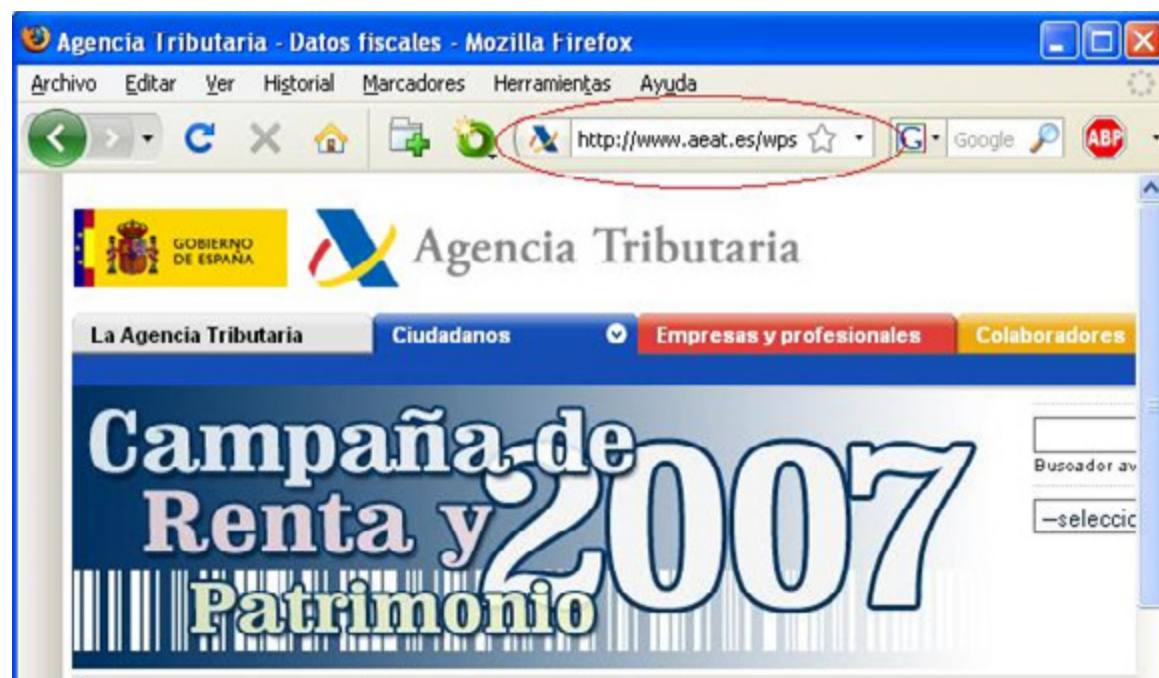 Agencia Tributaria - Datos fiscales - Mozilla Firefox
Archivo Editar Ver Historial Marcadores Herramientas Ayuda
http://www.aeat.es/wps G Google ABP
GOBIERNO
DE ESPAÑA
Agencia Tributaria
La Agencia Tributaria Ciudadanos Empresas y profesionales Colaboradores
Campaña de
Renta y 2007
Patrimonio
Buscador av
—seleccic